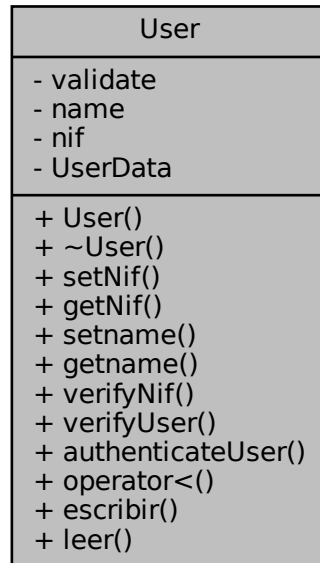 User
- validate
- name
- nif
- UserData
+ User()
+ ~User()
+ setNif()
+ getNif()
+ setname()
+ getname()
+ verifyNif()
+ verifyUser()
+ authenticateUser()
+ operator<()
+ escribir()
+ leer()